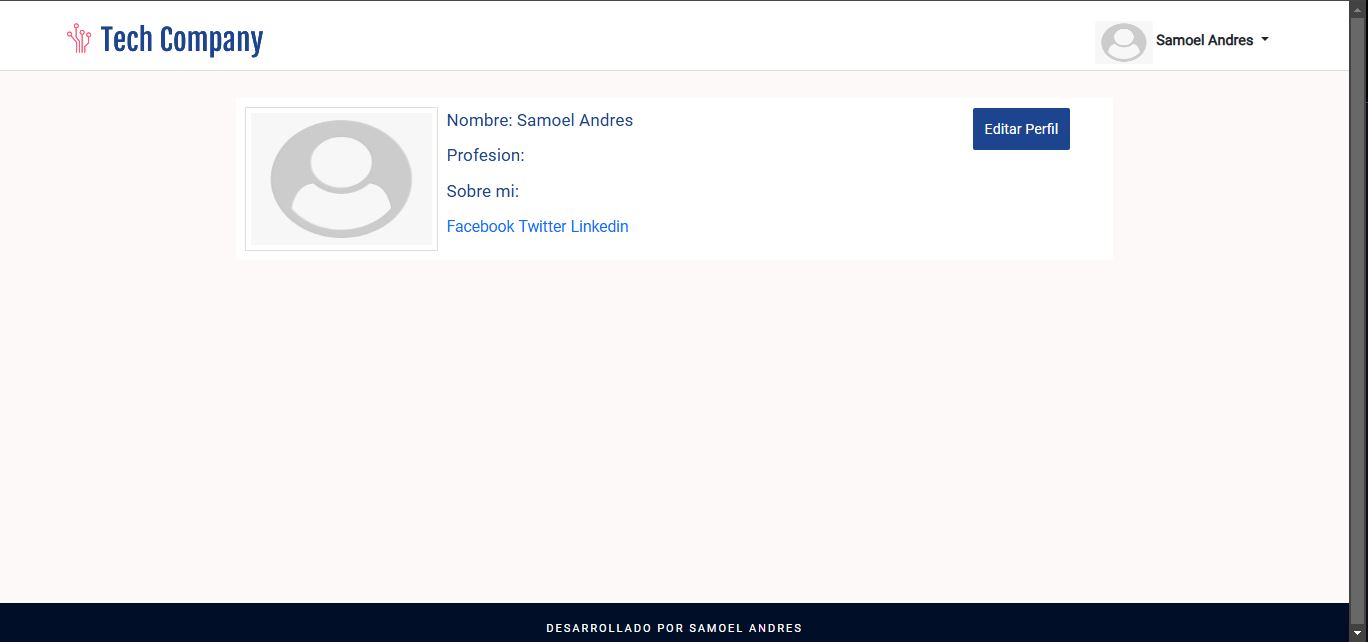 Tech Company
Samoel Andres
Nombre: Samoel Andres
Editar Perfil
Profesion:
Sobre mi:
Facebook Twitter Linkedin
DESARROLLADO POR SAMOEL ANDRES